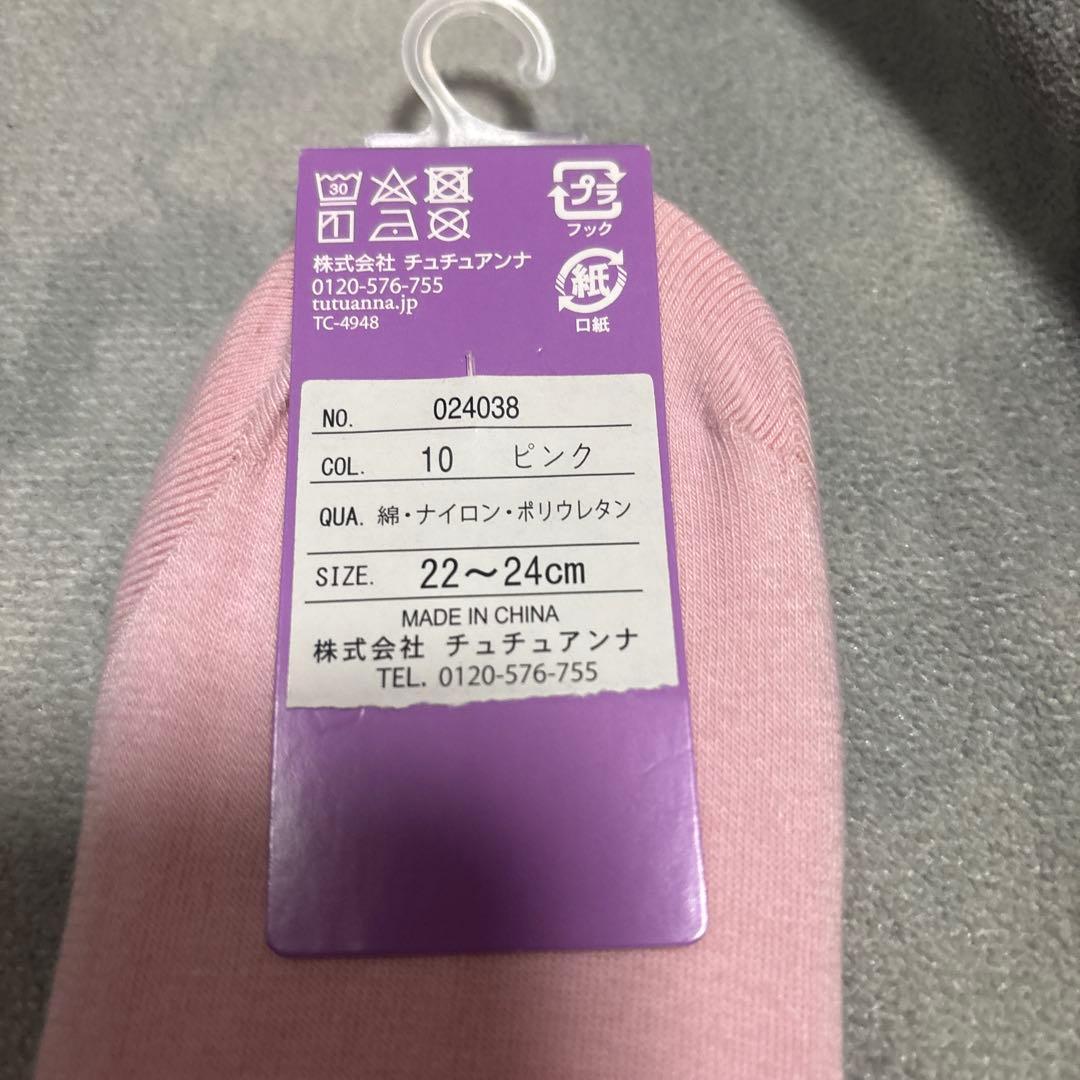 30
株式会社 チュチュアンナ
0120-576-755
tutuanna.jp
TC-4948
プラ
フック
紙
口紙
NO. 024038
COL. 10 ピンク
QUA. 綿・ナイロン・ポリウレタン
SIZE. 22～24cm
MADE IN CHINA
株式会社 チュチュアンナ
TEL. 0120-576-755